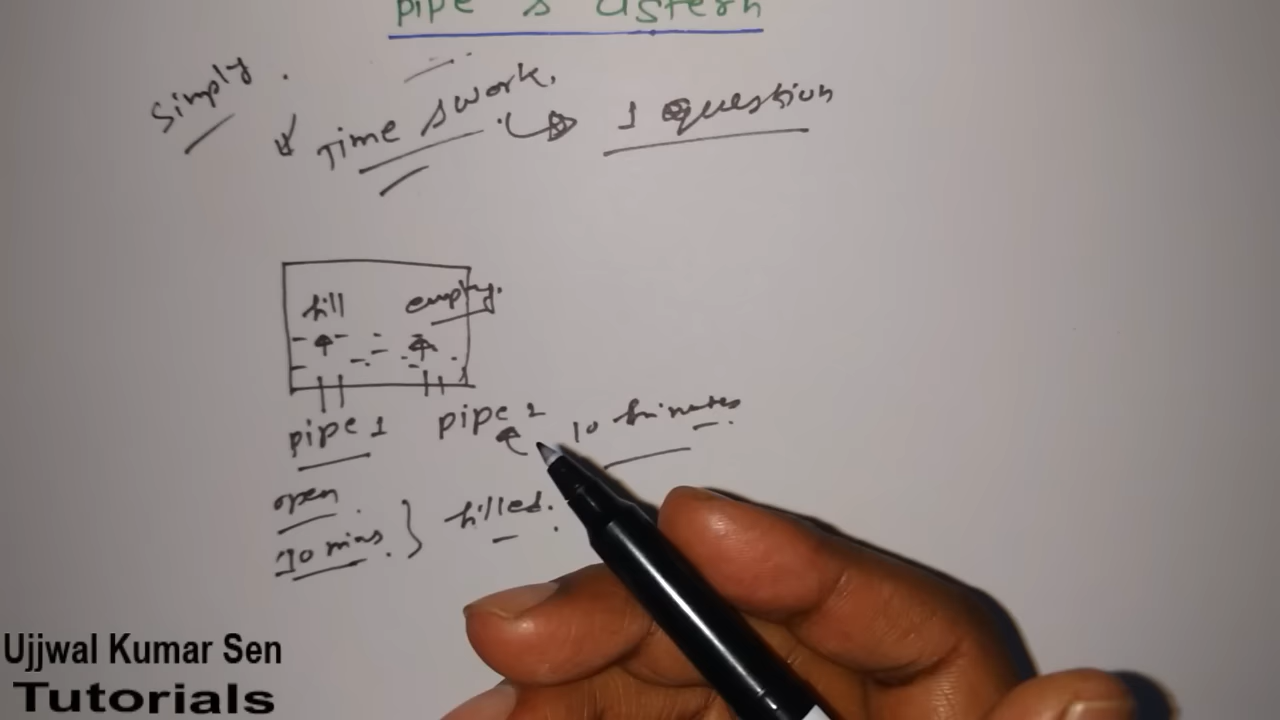 Pipe & Cistern
Simply.
Time & work.
1 question
fill empty.
pipe 1 pipe 2 10 minutes
open
10 mins. } filled.
Ujjwal Kumar Sen
Tutorials